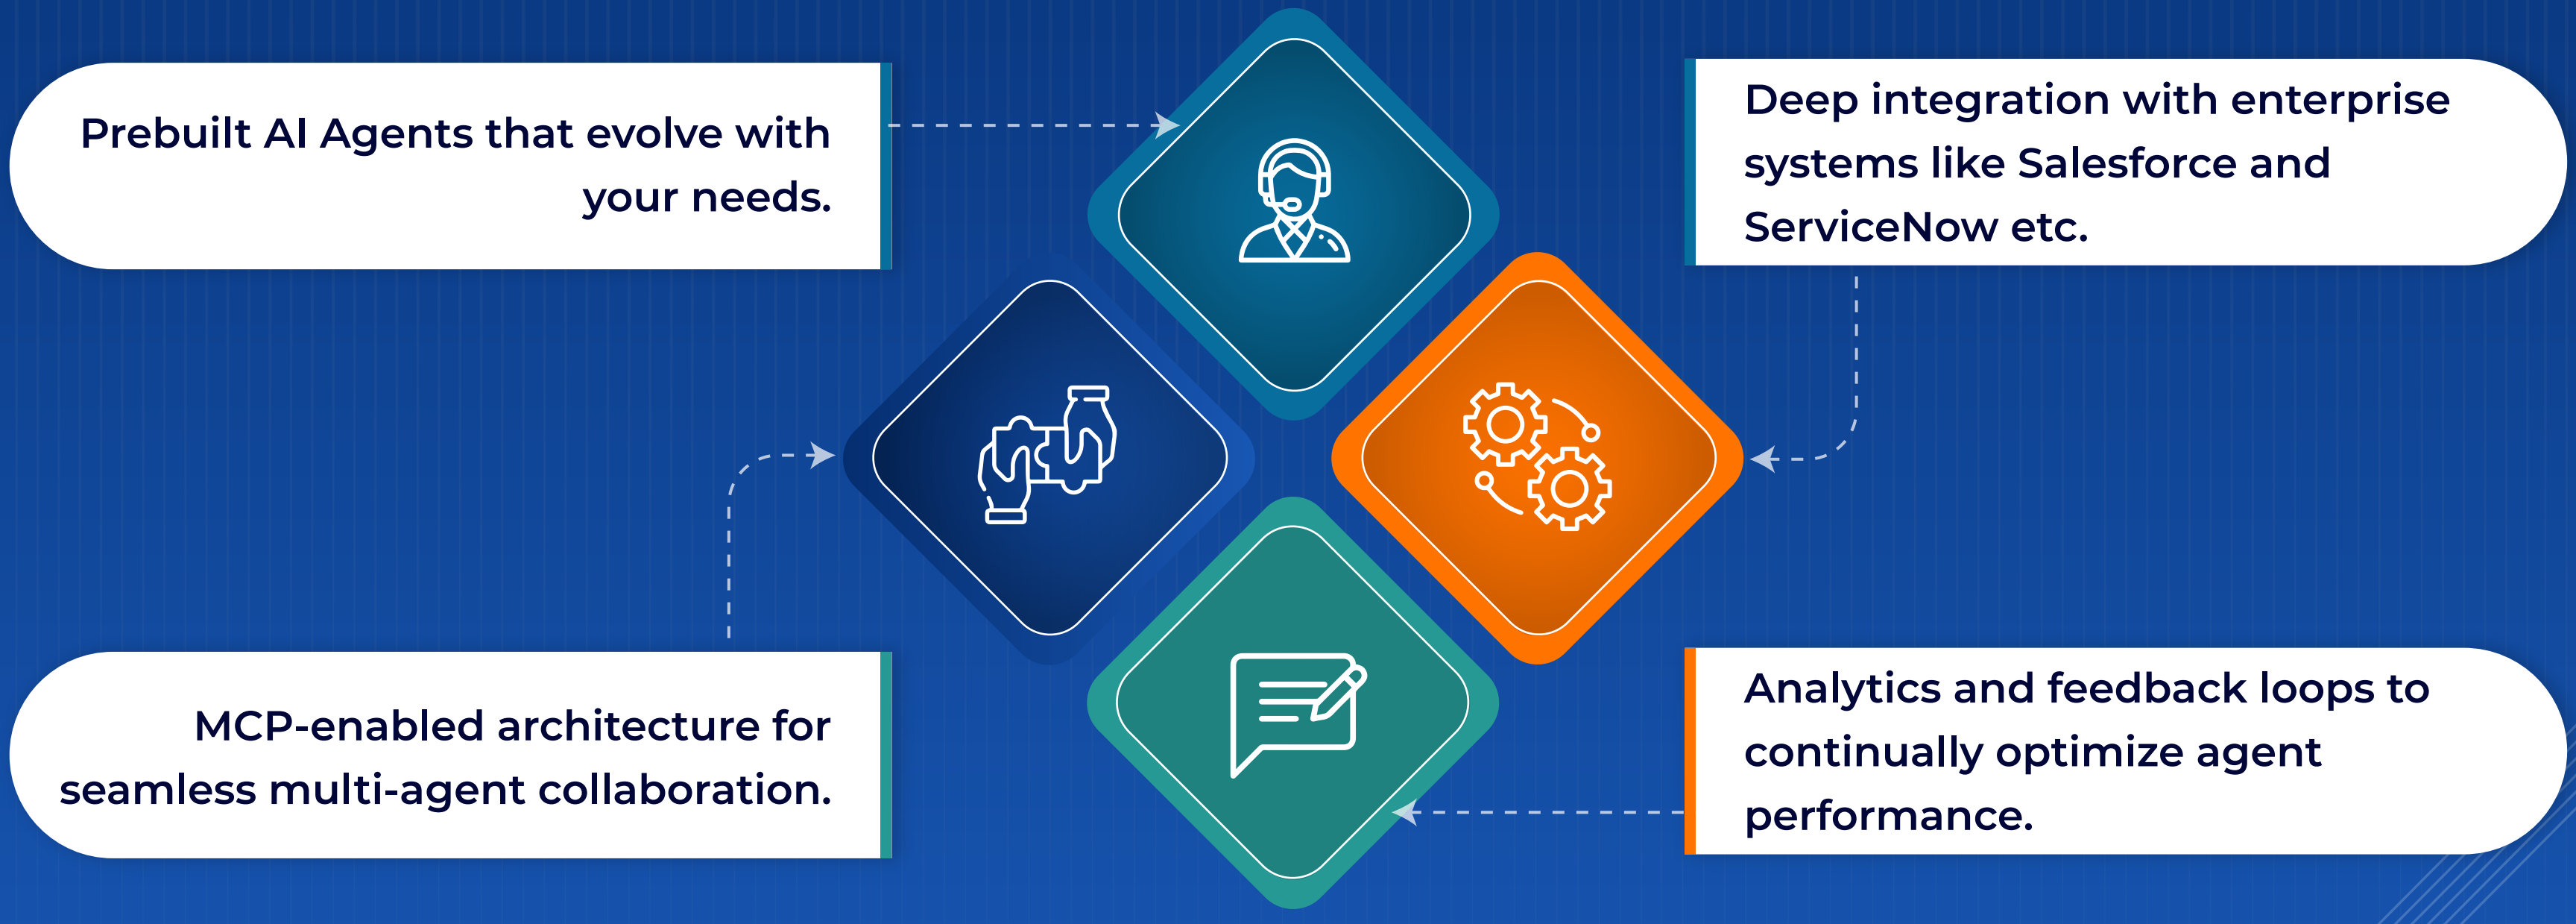 Prebuilt AI Agents that evolve with
your needs.
Deep integration with enterprise
systems like Salesforce and
ServiceNow etc.
MCP-enabled architecture for
seamless multi-agent collaboration.
Analytics and feedback loops to
continually optimize agent
performance.